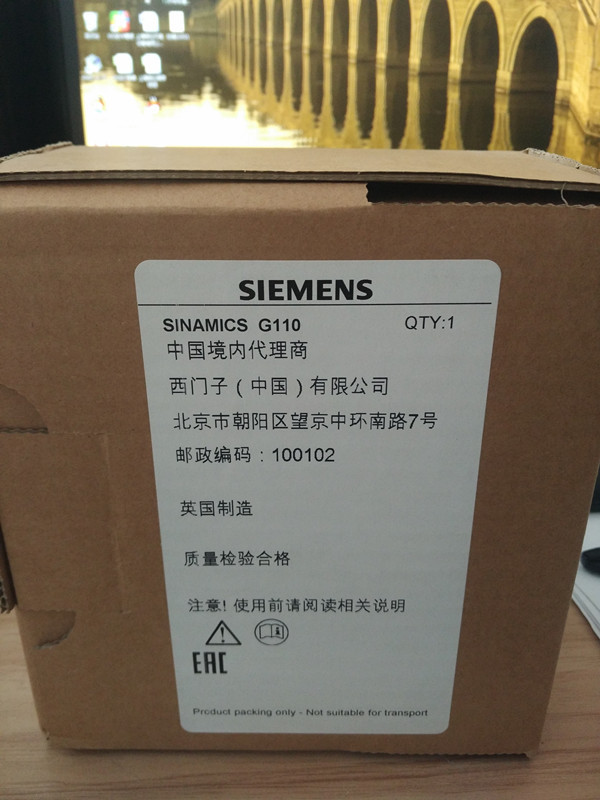 SIEMENS
SINAMICS G110 QTY:1
中国境内代理商
西门子（中国）有限公司
北京市朝阳区望京中环南路7号
邮政编码：100102
英国制造
质量检验合格
注意! 使用前请阅读相关说明
EAC
Product packing only - Not suitable for transport